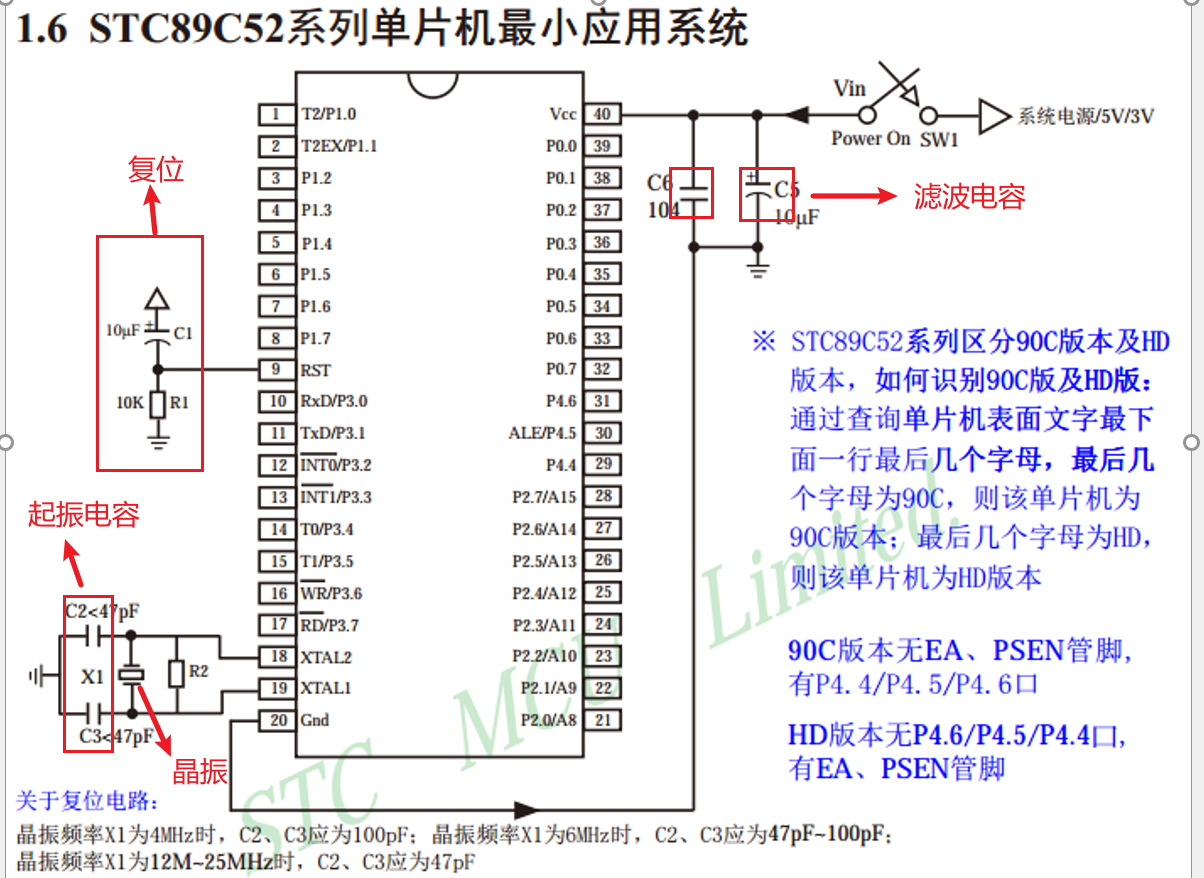 1.6 STC89C52系列单片机最小应用系统
Vin
Power On SW1
系统电源/5V/3V
复位
10μF + C1
10K R1
起振电容
C2<47pF
X1
R2
C3<47pF
晶振
1 T2/P1.0
2 T2EX/P1.1
3 P1.2
4 P1.3
5 P1.4
6 P1.5
7 P1.6
8 P1.7
9 RST
10 RxD/P3.0
11 TxD/P3.1
12 INT0/P3.2
13 INT1/P3.3
14 T0/P3.4
15 T1/P3.5
16 WR/P3.6
17 RD/P3.7
18 XTAL2
19 XTAL1
20 Gnd
Vcc 40
P0.0 39
P0.1 38
P0.2 37
P0.3 36
P0.4 35
P0.5 34
P0.6 33
P0.7 32
P4.6 31
ALE/P4.5 30
P4.4 29
P2.7/A15 28
P2.6/A14 27
P2.5/A13 26
P2.4/A12 25
P2.3/A11 24
P2.2/A10 23
P2.1/A9 22
P2.0/A8 21
C6
104
+ C5
10μF
滤波电容
※ STC89C52系列区分90C版本及HD
版本，如何识别90C版及HD版：
通过查询单片机表面文字最下
面一行最后几个字母，最后几
个字母为90C，则该单片机为
90C版本；最后几个字母为HD，
则该单片机为HD版本
90C版本无EA、PSEN管脚，
有P4.4/P4.5/P4.6口
HD版本无P4.6/P4.5/P4.4口，
有EA、PSEN管脚
STC MCU Limited.
关于复位电路：
晶振频率X1为4MHz时，C2、C3应为100pF；晶振频率X1为6MHz时，C2、C3应为47pF~100pF；
晶振频率X1为12M~25MHz时，C2、C3应为47pF